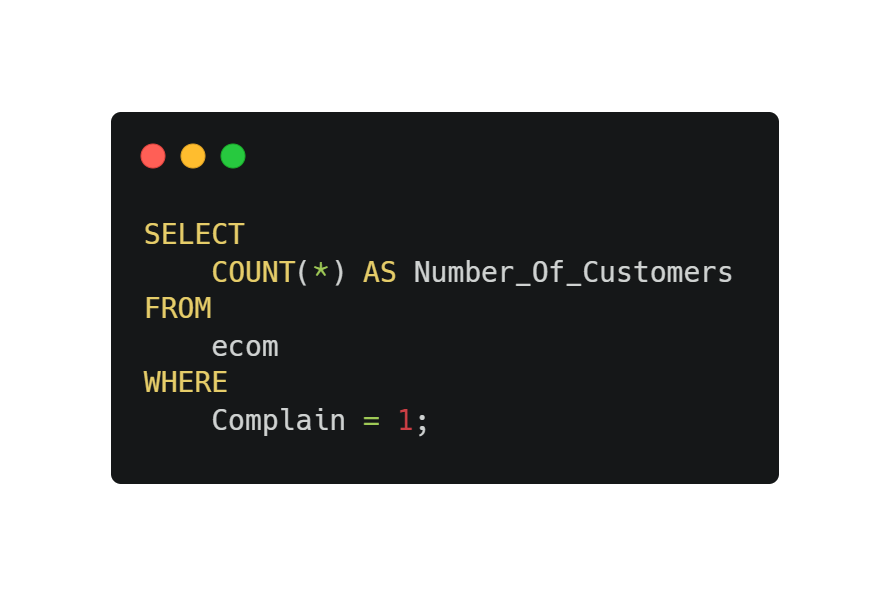 SELECT
    COUNT(*) AS Number_Of_Customers
FROM
    ecom
WHERE
    Complain = 1;